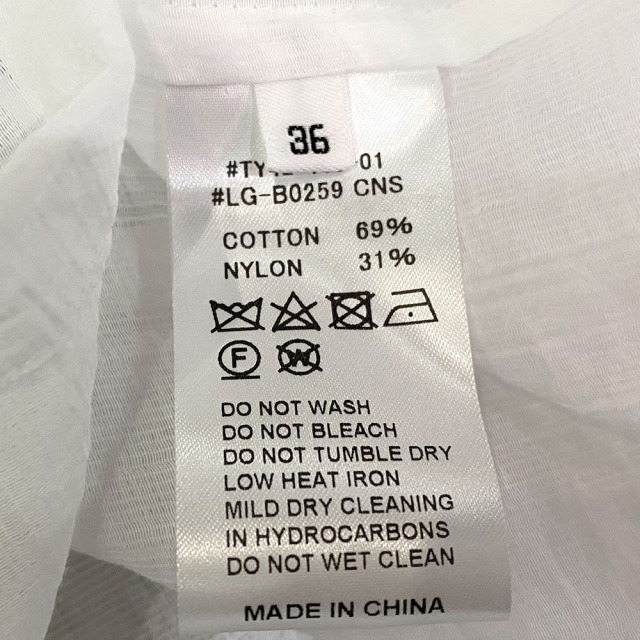 36
-01
#LG-B0259 CNS
COTTON 69%
NYLON 31%
F
W
DO NOT WASH
DO NOT BLEACH
DO NOT TUMBLE DRY
LOW HEAT IRON
MILD DRY CLEANING
IN HYDROCARBONS
DO NOT WET CLEAN
MADE IN CHINA